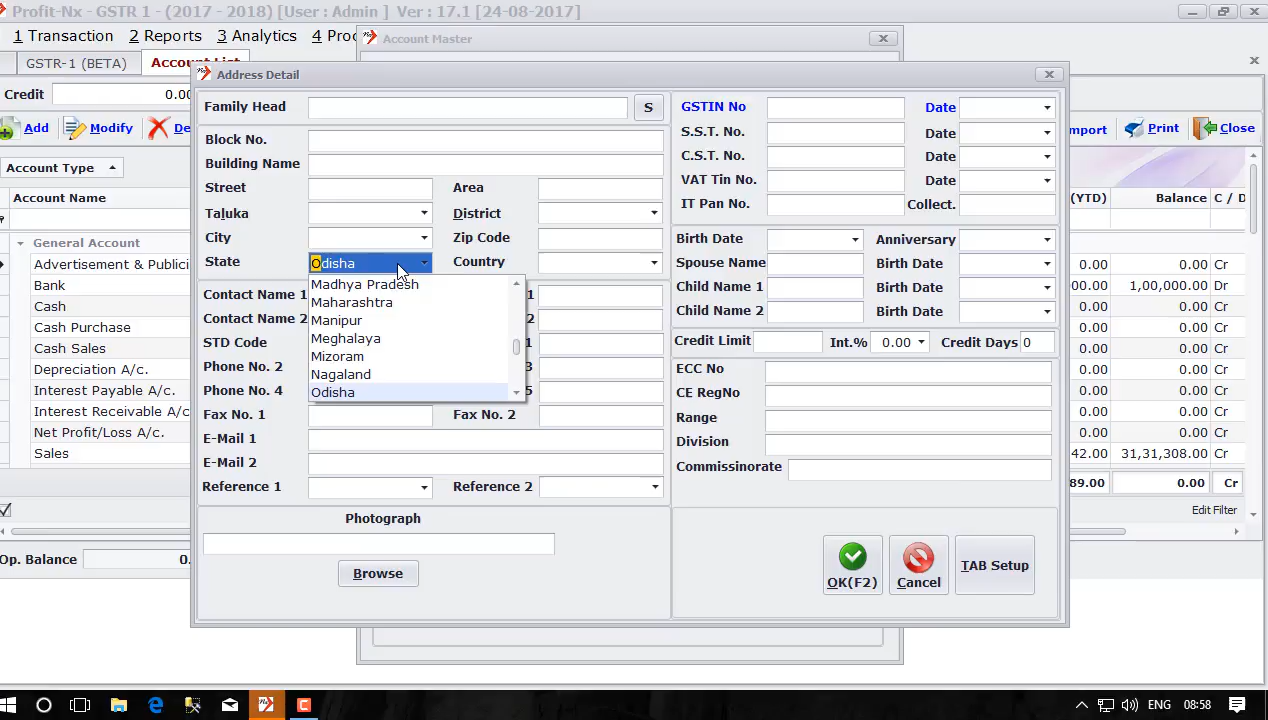 Profit-Nx - GSTR 1 - (2017 - 2018) [User : Admin ] Ver : 17.1 [24-08-2017]
1 Transaction 2 Reports 3 Analytics 4 Proc
Account Master
GSTR-1 (BETA) Account List
Address Detail
Credit 0.00
Add Modify De
mport Print Close
Account Type
Account Name
(YTD) Balance C / D
General Account
Advertisement & Publici 0.00 0.00 Cr
Bank 1,00,000.00 Dr
Cash 0.00 0.00 Cr
Cash Purchase 0.00 0.00 Cr
Cash Sales 0.00 0.00 Cr
Depreciation A/c. 0.00 0.00 Cr
Interest Payable A/c. 0.00 0.00 Cr
Interest Receivable A/c 0.00 0.00 Cr
Net Profit/Loss A/c. 0.00 0.00 Cr
Sales 42.00 31,31,308.00 Cr
89.00 0.00 Cr
Edit Filter
Op. Balance 0.
Family Head S
Block No.
Building Name
Street Area
Taluka District
City Zip Code
State Odisha Country
Madhya Pradesh
Maharashtra
Manipur
Meghalaya
Mizoram
Nagaland
Odisha
Contact Name 1 1
Contact Name 2 2
STD Code 1
Phone No. 2 3
Phone No. 4 5
Fax No. 1 Fax No. 2
E-Mail 1
E-Mail 2
Reference 1 Reference 2
Photograph
Browse
GSTIN No Date
S.S.T. No. Date
C.S.T. No. Date
VAT Tin No. Date
IT Pan No. Collect.
Birth Date Anniversary
Spouse Name Birth Date
Child Name 1 Birth Date
Child Name 2 Birth Date
Credit Limit Int.% 0.00 Credit Days 0
ECC No
CE RegNo
Range
Division
Commissinorate
OK(F2) Cancel TAB Setup
ENG 08:58